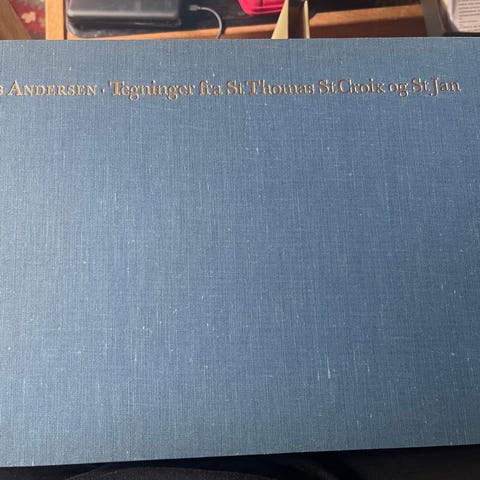 s Andersen · Tegninger fra St Thomas St Croix og St Jan